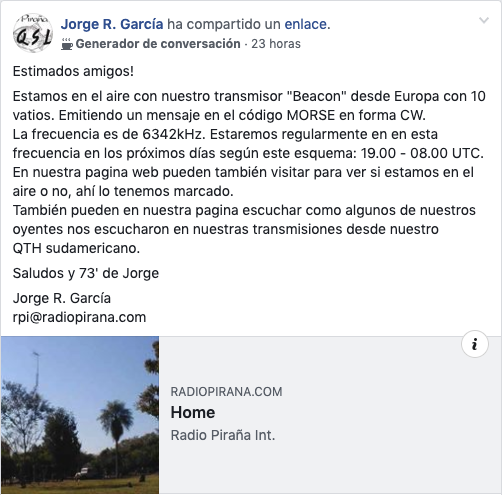 Piraña
QSL
Jorge R. García ha compartido un enlace.
Generador de conversación · 23 horas
Estimados amigos!
Estamos en el aire con nuestro transmisor "Beacon" desde Europa con 10
vatios. Emitiendo un mensaje en el código MORSE en forma CW.
La frecuencia es de 6342kHz. Estaremos regularmente en en esta
frecuencia en los próximos días según este esquema: 19.00 - 08.00 UTC.
En nuestra pagina web pueden también visitar para ver si estamos en el
aire o no, ahí lo tenemos marcado.
También pueden en nuestra pagina escuchar como algunos de nuestros
oyentes nos escucharon en nuestras transmisiones desde nuestro
QTH sudamericano.
Saludos y 73' de Jorge
Jorge R. García
rpi@radiopirana.com
i
RADIOPIRANA.COM
Home
Radio Piraña Int.